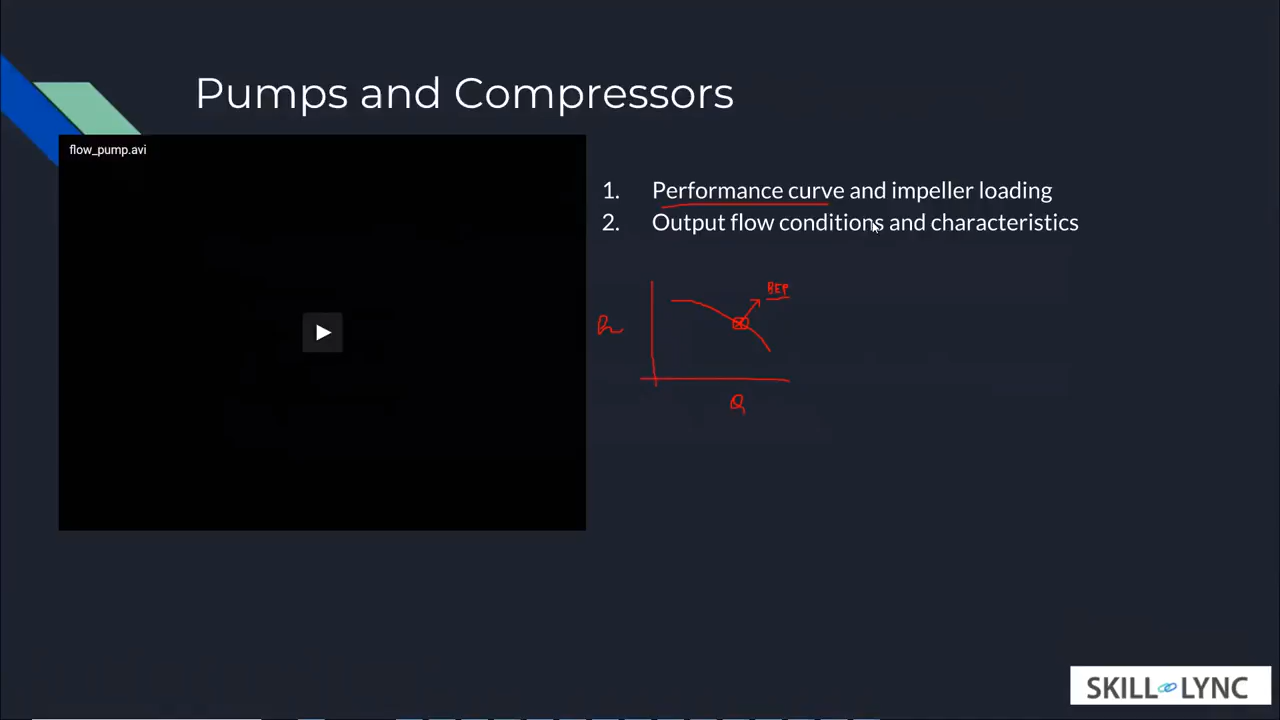 Pumps and Compressors
flow_pump.avi
1. Performance curve and impeller loading
2. Output flow conditions and characteristics
BEP
Q
SKILL LYNC